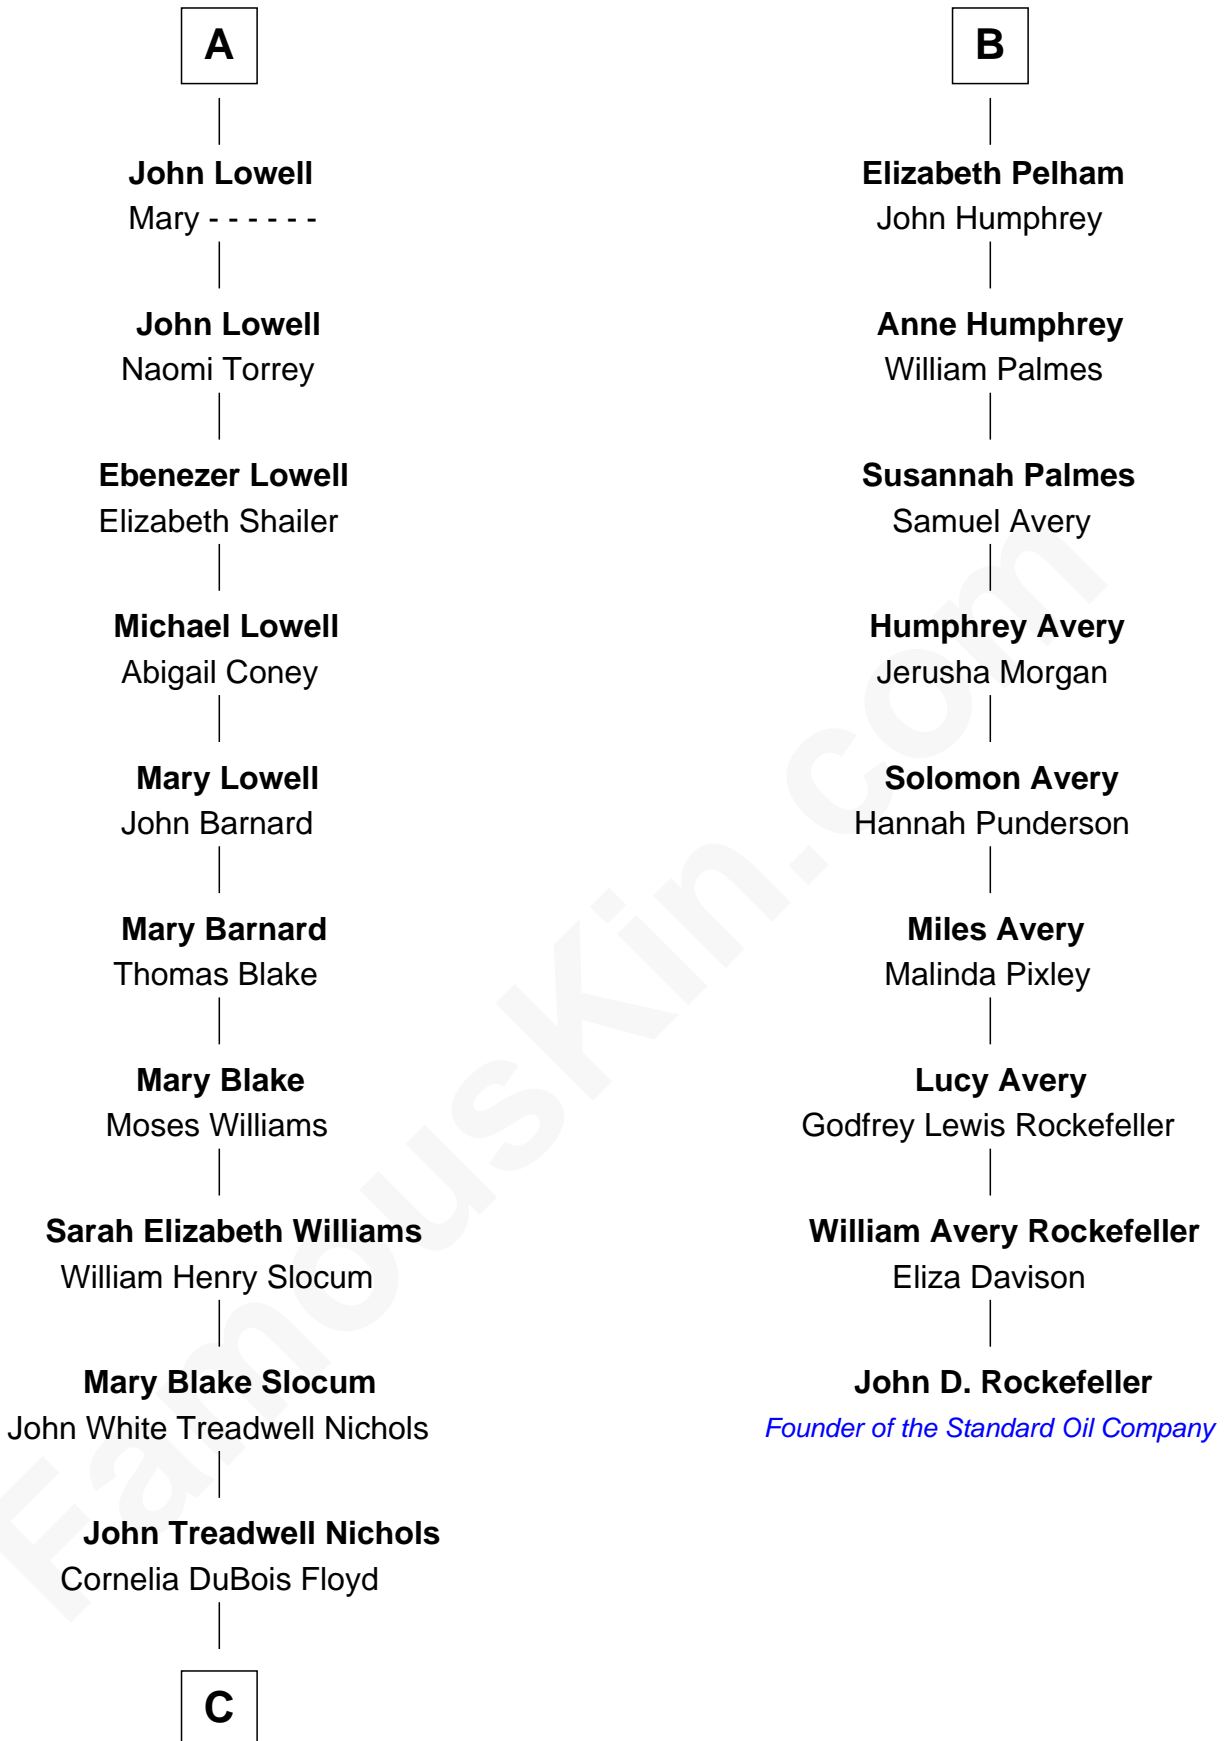 A
John Lowell
Mary - - - - - -
John Lowell
Naomi Torrey
Ebenezer Lowell
Elizabeth Shailer
Michael Lowell
Abigail Coney
Mary Lowell
John Barnard
Mary Barnard
Thomas Blake
Mary Blake
Moses Williams
Sarah Elizabeth Williams
William Henry Slocum
Mary Blake Slocum
John White Treadwell Nichols
John Treadwell Nichols
Cornelia DuBois Floyd
C
B
Elizabeth Pelham
John Humphrey
Anne Humphrey
William Palmes
Susannah Palmes
Samuel Avery
Humphrey Avery
Jerusha Morgan
Solomon Avery
Hannah Punderson
Miles Avery
Malinda Pixley
Lucy Avery
Godfrey Lewis Rockefeller
William Avery Rockefeller
Eliza Davison
John D. Rockefeller
Founder of the Standard Oil Company
FamousKin.com